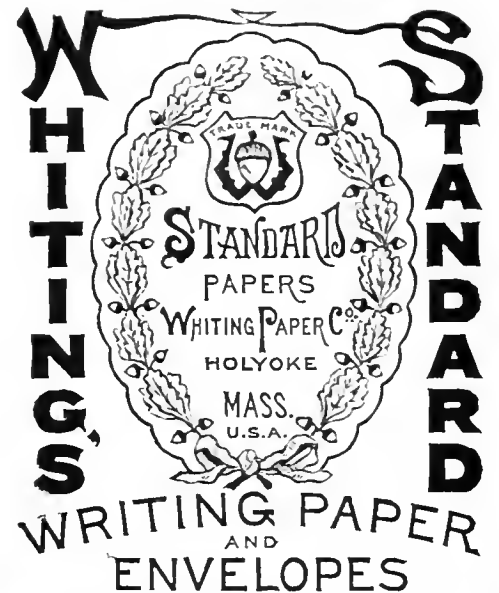 WHITING'S
STANDARD
TRADE MARK
W
STANDARD
PAPERS
WHITING PAPER Co.
HOLYOKE
MASS.
U.S.A.
WRITING PAPER
AND
ENVELOPES